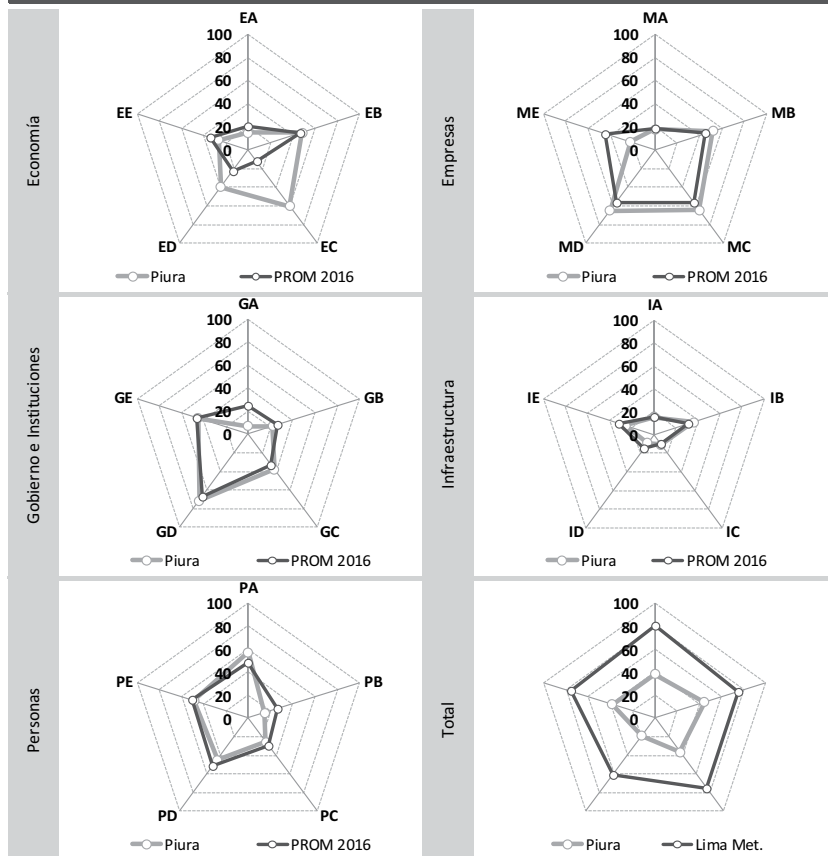 Economía
EA
100
80
60
40
20
0
EB
EC
ED
EE
Piura PROM 2016
Empresas
MA
100
80
60
40
20
0
MB
MC
MD
ME
Piura PROM 2016
Gobierno e Instituciones
GA
100
80
60
40
20
0
GB
GC
GD
GE
Piura PROM 2016
Infraestructura
IA
100
80
60
40
20
0
IB
IC
ID
IE
Piura PROM 2016
Personas
PA
100
80
60
40
20
0
PB
PC
PD
PE
Piura PROM 2016
Total
100
80
60
40
20
0
Piura Lima Met.